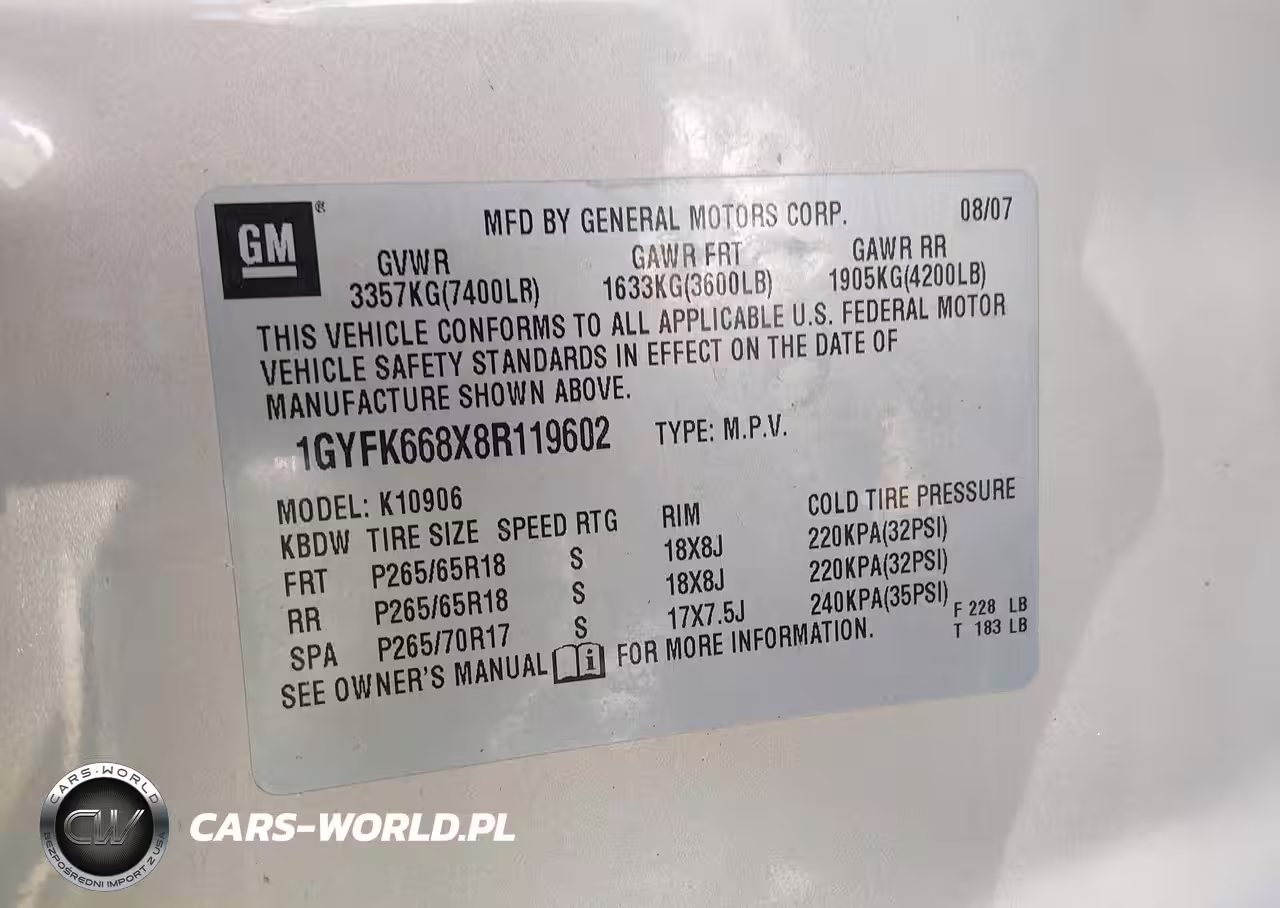 GM ®
MFD BY GENERAL MOTORS CORP. 08/07
GVWR GAWR FRT GAWR RR
3357KG(7400LB) 1633KG(3600LB) 1905KG(4200LB)
THIS VEHICLE CONFORMS TO ALL APPLICABLE U.S. FEDERAL MOTOR
VEHICLE SAFETY STANDARDS IN EFFECT ON THE DATE OF
MANUFACTURE SHOWN ABOVE.
1GYFK668X8R119602 TYPE: M.P.V.
MODEL: K10906
KBDW TIRE SIZE SPEED RTG RIM COLD TIRE PRESSURE
FRT P265/65R18 S 18X8J 220KPA(32PSI)
RR P265/65R18 S 18X8J 220KPA(32PSI)
SPA P265/70R17 S 17X7.5J 240KPA(35PSI)
SEE OWNER'S MANUAL i FOR MORE INFORMATION.
F 228 LB
T 183 LB
CARS-WORLD
CW
BEZPOŚREDNI IMPORT Z USA
CARS-WORLD.PL